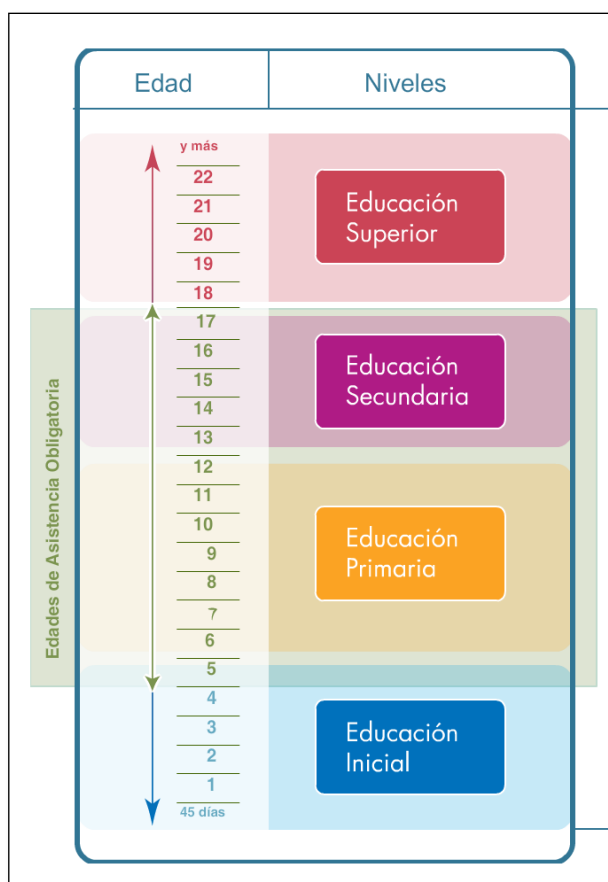 Edad
Niveles
y más
22
21
20
19
18
17
16
15
14
13
12
11
10
9
8
7
6
5
4
3
2
1
45 días
Educación
Superior
Educación
Secundaria
Educación
Primaria
Educación
Inicial
Edades de Asistencia Obligatoria